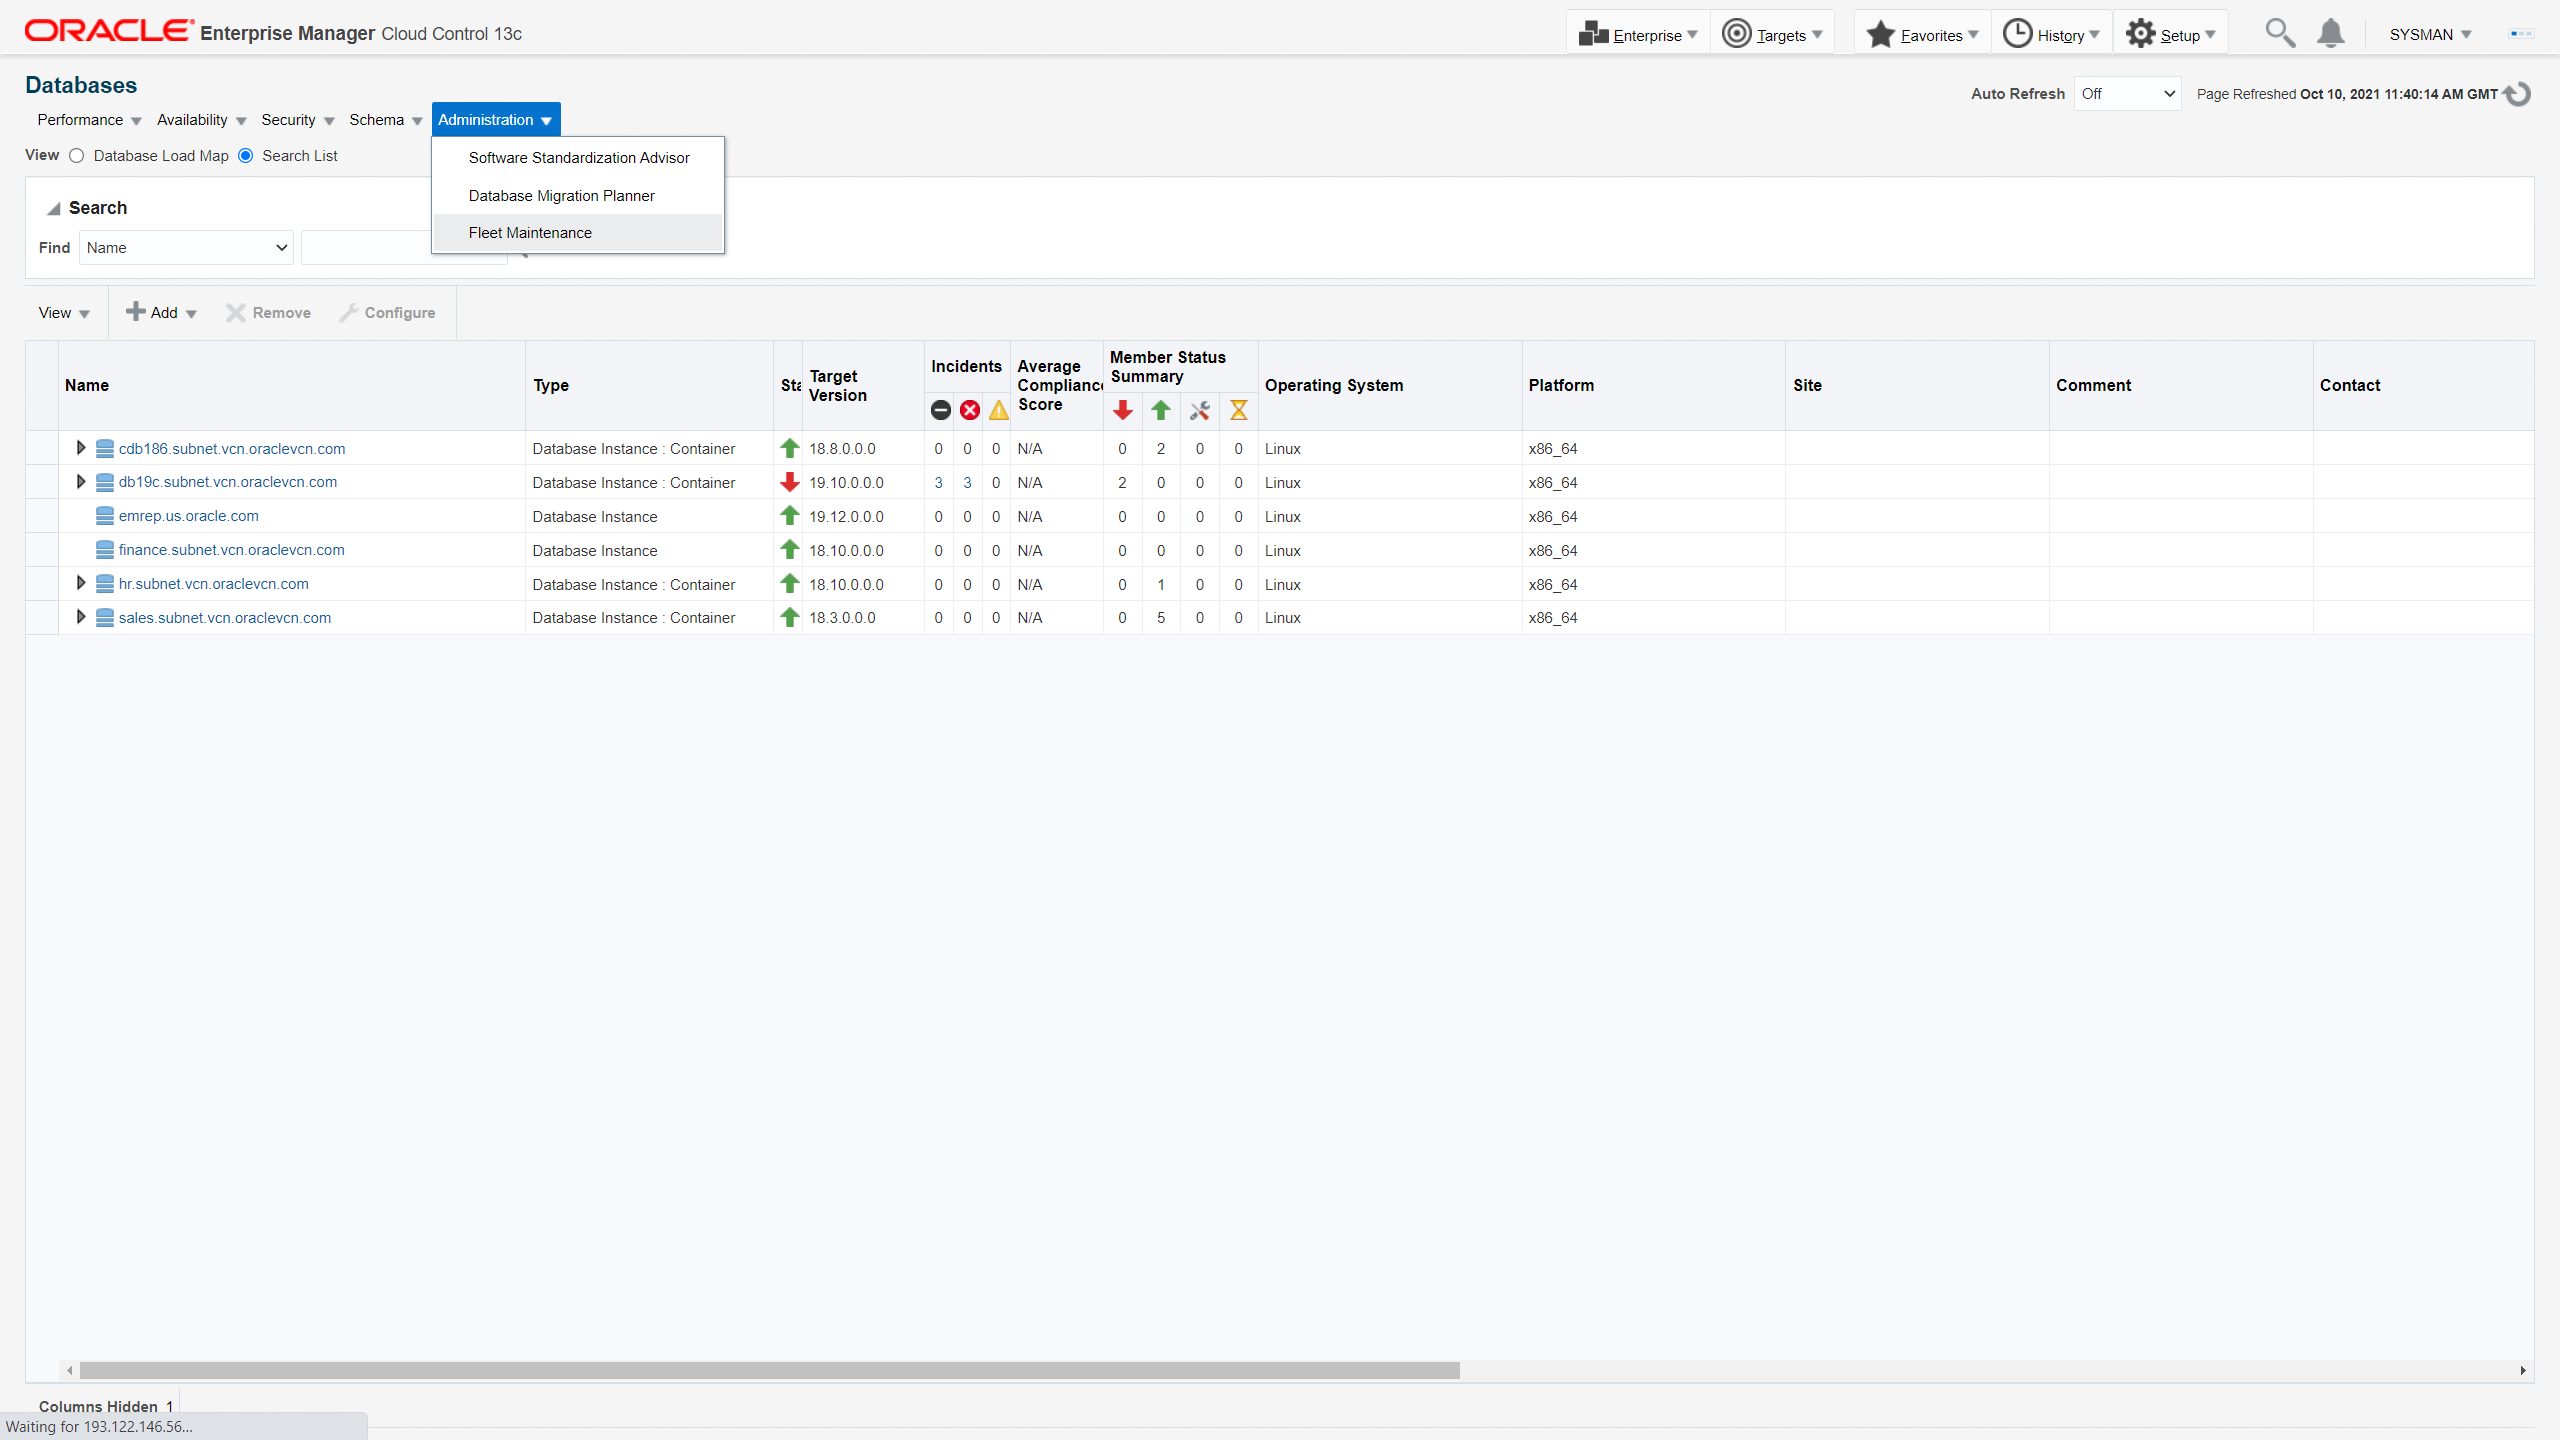 ORACLE Enterprise Manager Cloud Control 13c
Enterprise Targets Favorites History Setup SYSMAN
Databases
Auto Refresh Off Page Refreshed Oct 10, 2021 11:40:14 AM GMT
Performance Availability Security Schema Administration
View Database Load Map Search List
Software Standardization Advisor
Database Migration Planner
Fleet Maintenance
Search
Find Name
View Add Remove Configure
Name Type Sta Target Version Incidents Average Compliance Score Member Status Summary Operating System Platform Site Comment Contact
cdb186.subnet.vcn.oraclevcn.com Database Instance : Container 18.8.0.0.0 0 0 0 N/A 0 2 0 0 Linux x86_64
db19c.subnet.vcn.oraclevcn.com Database Instance : Container 19.10.0.0.0 3 3 0 N/A 2 0 0 0 Linux x86_64
emrep.us.oracle.com Database Instance 19.12.0.0.0 0 0 0 N/A 0 0 0 0 Linux x86_64
finance.subnet.vcn.oraclevcn.com Database Instance 18.10.0.0.0 0 0 0 N/A 0 0 0 0 Linux x86_64
hr.subnet.vcn.oraclevcn.com Database Instance : Container 18.10.0.0.0 0 0 0 N/A 0 1 0 0 Linux x86_64
sales.subnet.vcn.oraclevcn.com Database Instance : Container 18.3.0.0.0 0 0 0 N/A 0 5 0 0 Linux x86_64
Columns Hidden 1
Waiting for 193.122.146.56...